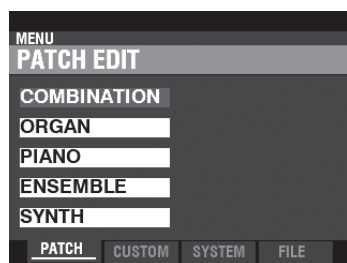 MENU
PATCH EDIT
COMBINATION
ORGAN
PIANO
ENSEMBLE
SYNTH
PATCH CUSTOM SYSTEM FILE